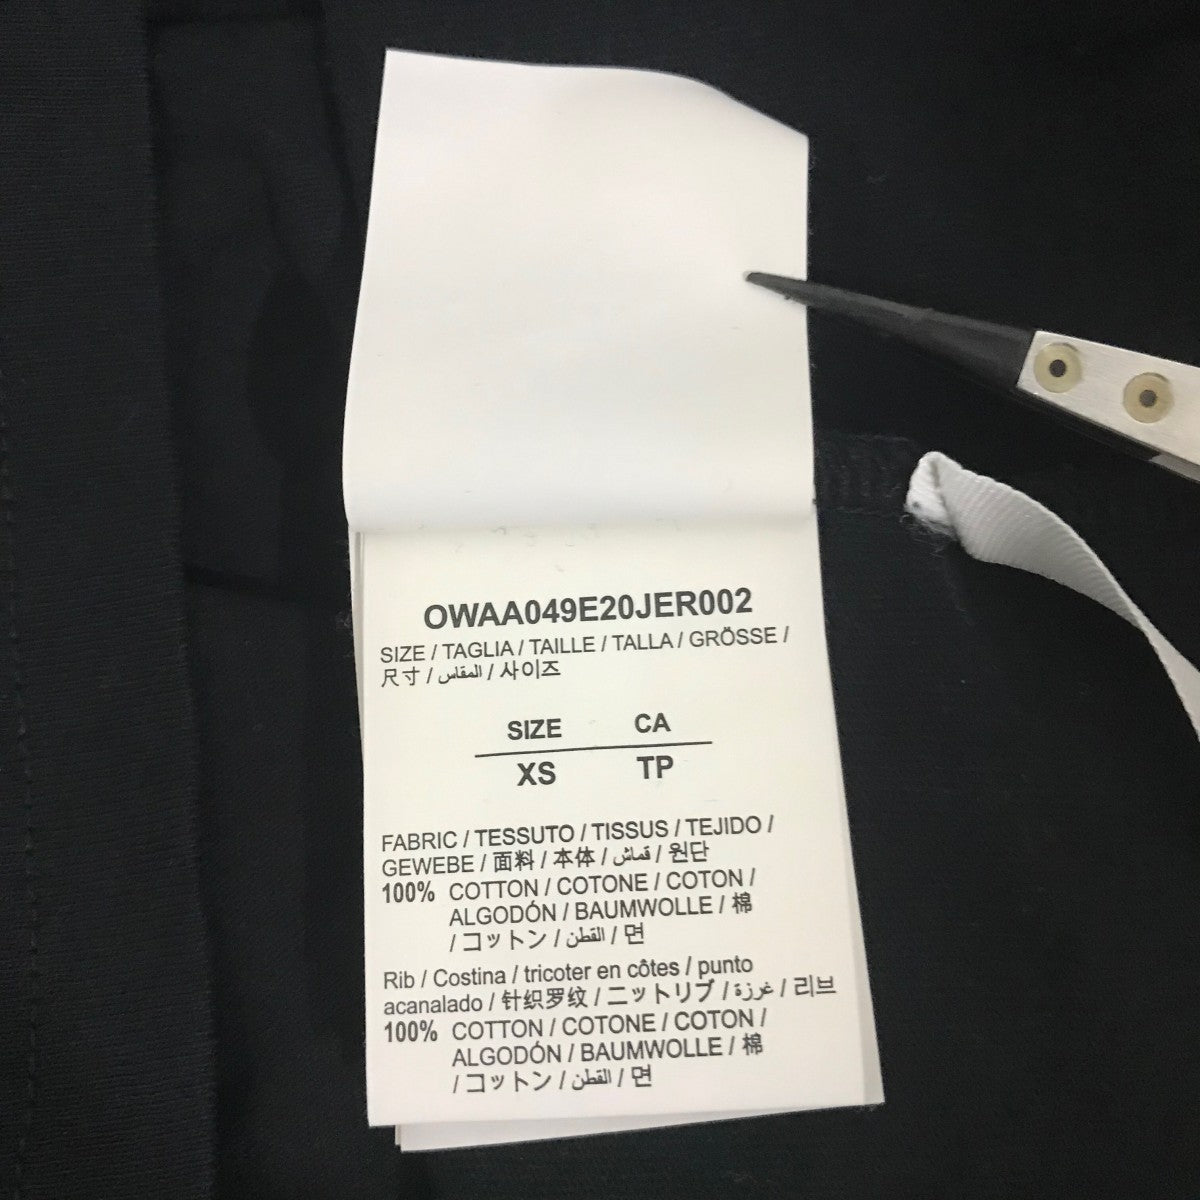 OWAA049E20JER002
SIZE / TAGLIA / TAILLE / TALLA / GRÖSSE /
尺寸 / المقاس / 사이즈
SIZE CA
XS TP
FABRIC / TESSUTO / TISSUS / TEJIDO /
GEWEBE / 面料 / 本体 / قماش / 원단
100% COTTON / COTONE / COTON /
ALGODÓN / BAUMWOLLE / 棉
/ コットン / القطن / 면
Rib / Costina / tricoter en côtes / punto
acanalado / 针织罗纹 / ニットリブ / غرزة / 리브
100% COTTON / COTONE / COTON /
ALGODÓN / BAUMWOLLE / 棉
/ コットン / القطن / 면